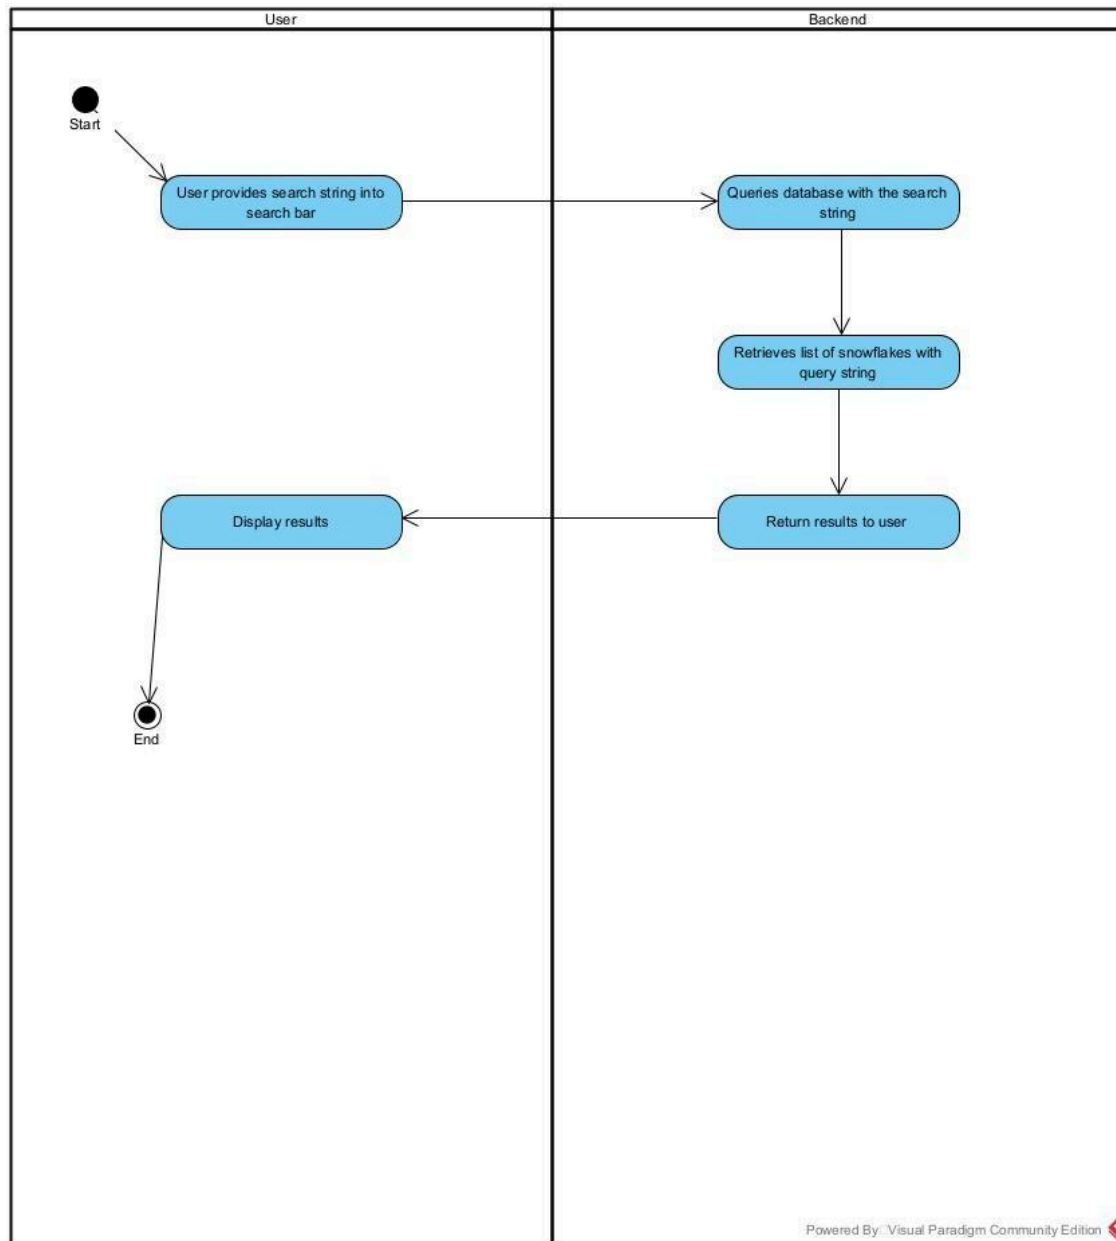 User
Backend
Start
User provides search string into
search bar
Queries database with the search
string
Retrieves list of snowflakes with
query string
Display results
Return results to user
End
Powered By: Visual Paradigm Community Edition